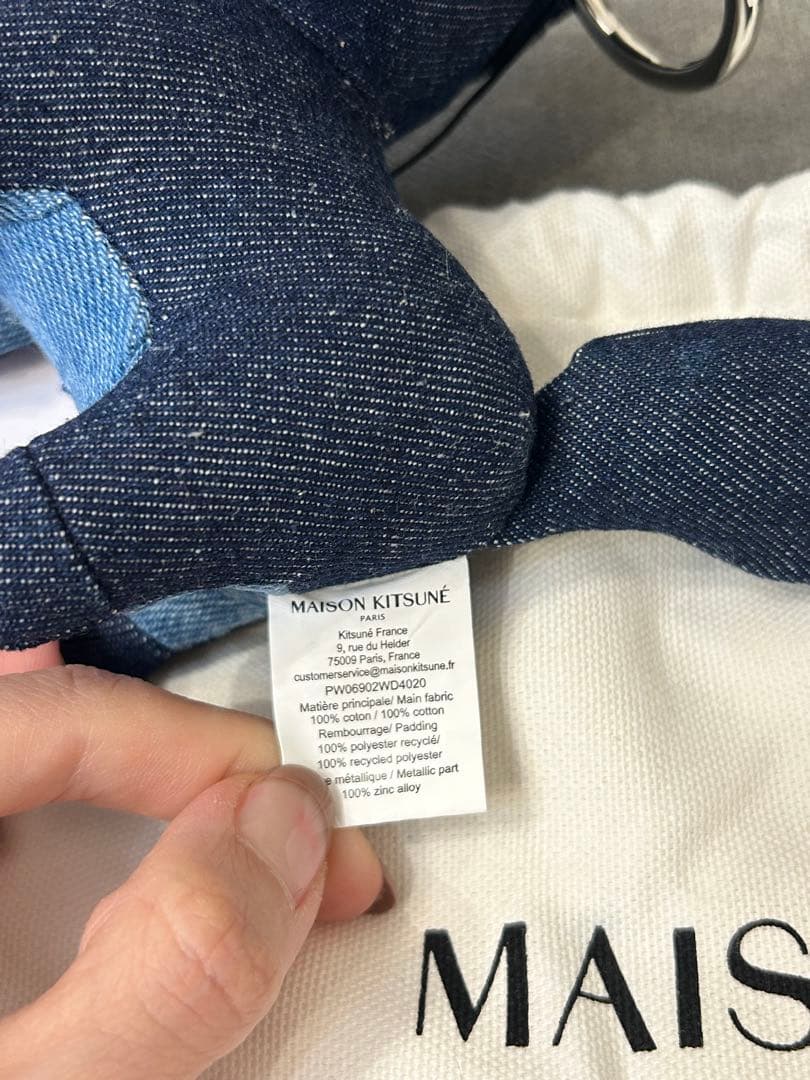 MAISON KITSUNÉ
PARIS
Kitsuné France
9, rue du Helder
75009 Paris, France
customerservice@maisonkitsune.fr
PW06902WD4020
Matière principale/ Main fabric
100% coton / 100% cotton
Rembourrage/ Padding
100% polyester recyclé/
100% recycled polyester
métallique / Metallic part
100% zinc alloy
MAIS